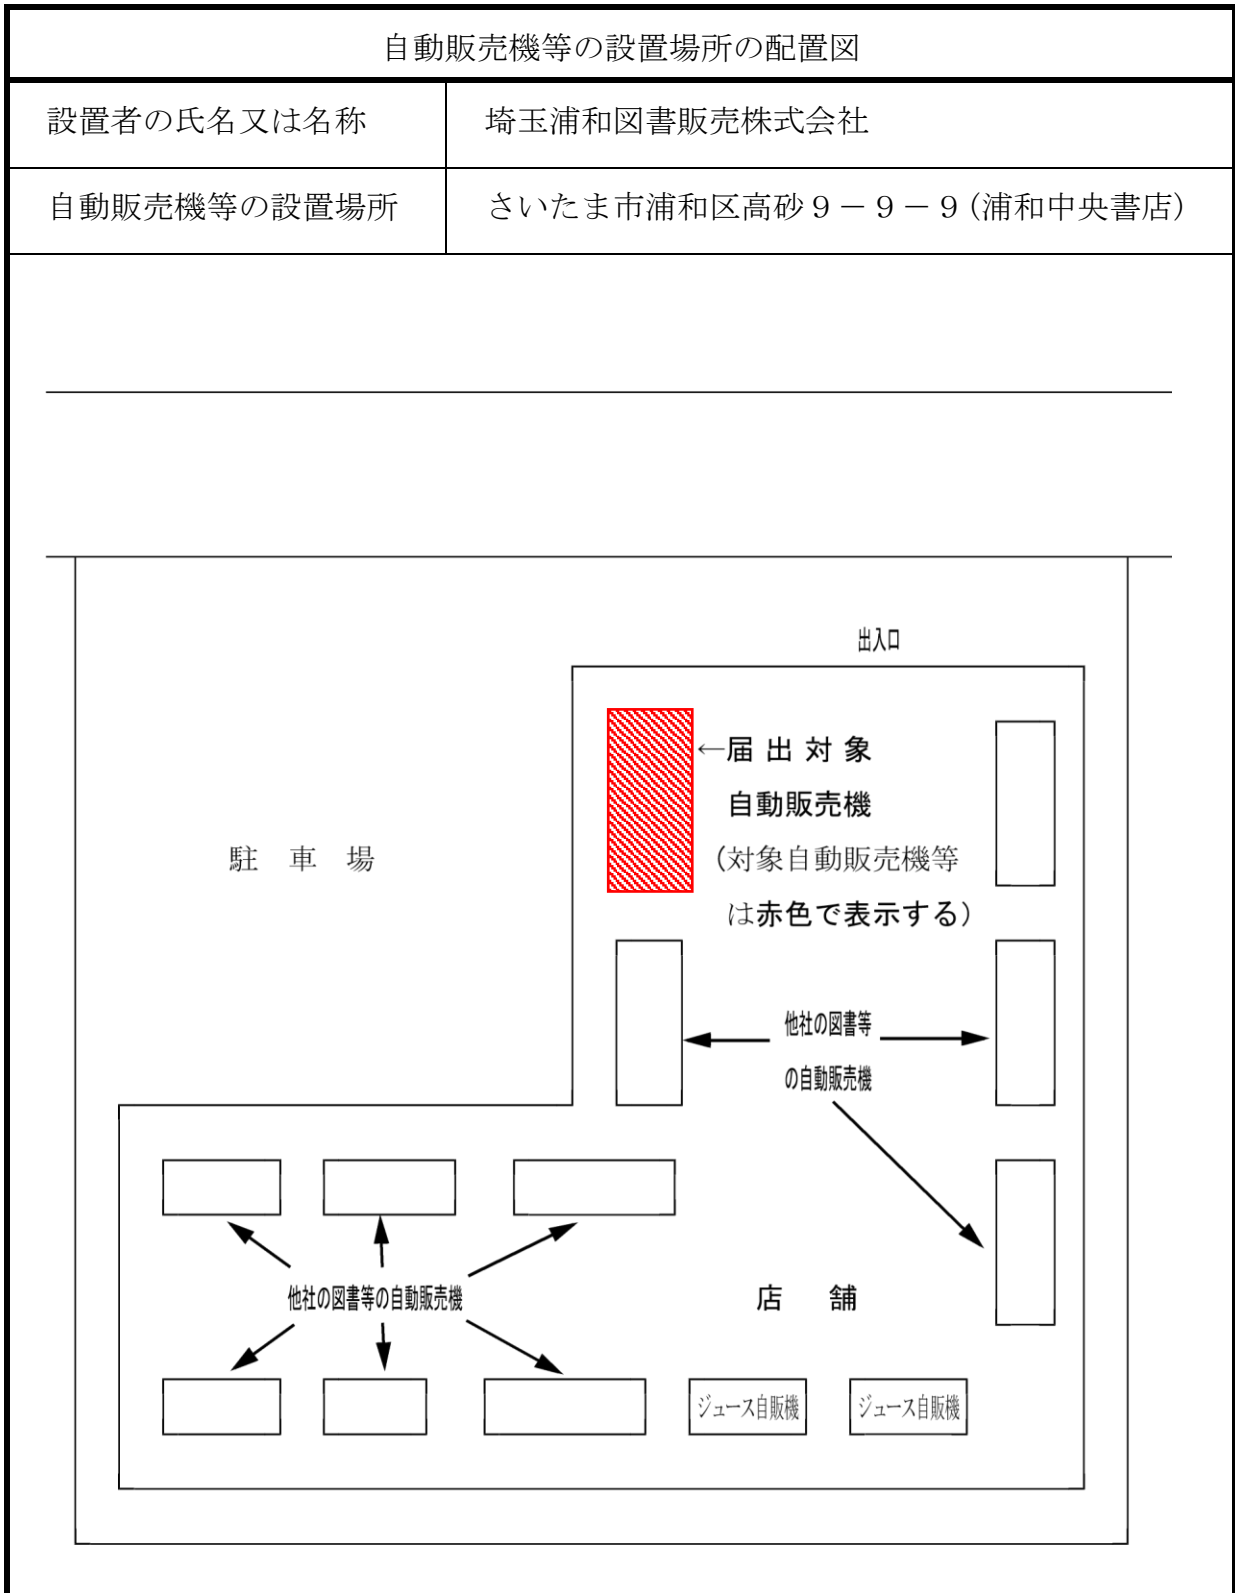 自動販売機等の設置場所の配置図
設置者の氏名又は名称
埼玉浦和図書販売株式会社
自動販売機等の設置場所
さいたま市浦和区高砂９－９－９(浦和中央書店)
出入口
←届出対象
自動販売機
(対象自動販売機等
は赤色で表示する)
駐　車　場
他社の図書等
の自動販売機
他社の図書等の自動販売機
店　舗
ジュース自販機
ジュース自販機